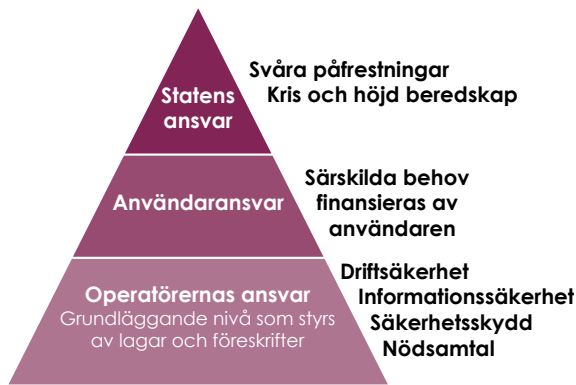 Statens
ansvar
Svåra påfrestningar
Kris och höjd beredskap
Användaransvar
Särskilda behov
finansieras av
användaren
Operatörernas ansvar
Grundläggande nivå som styrs
av lagar och föreskrifter
Driftsäkerhet
Informationssäkerhet
Säkerhetsskydd
Nödsamtal